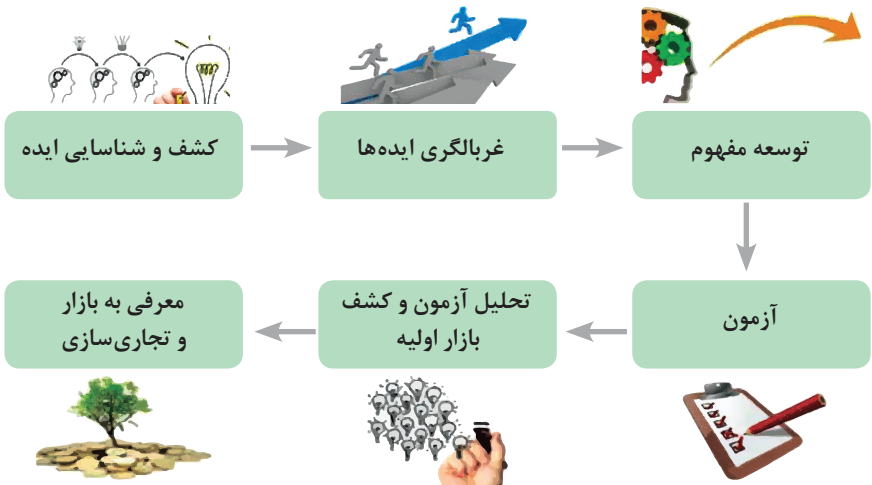 کشف و شناسایی ایده
غربالگری ایده‌ها
توسعه مفهوم
آزمون
تحلیل آزمون و کشف
بازار اولیه
معرفی به بازار
و تجاری‌سازی